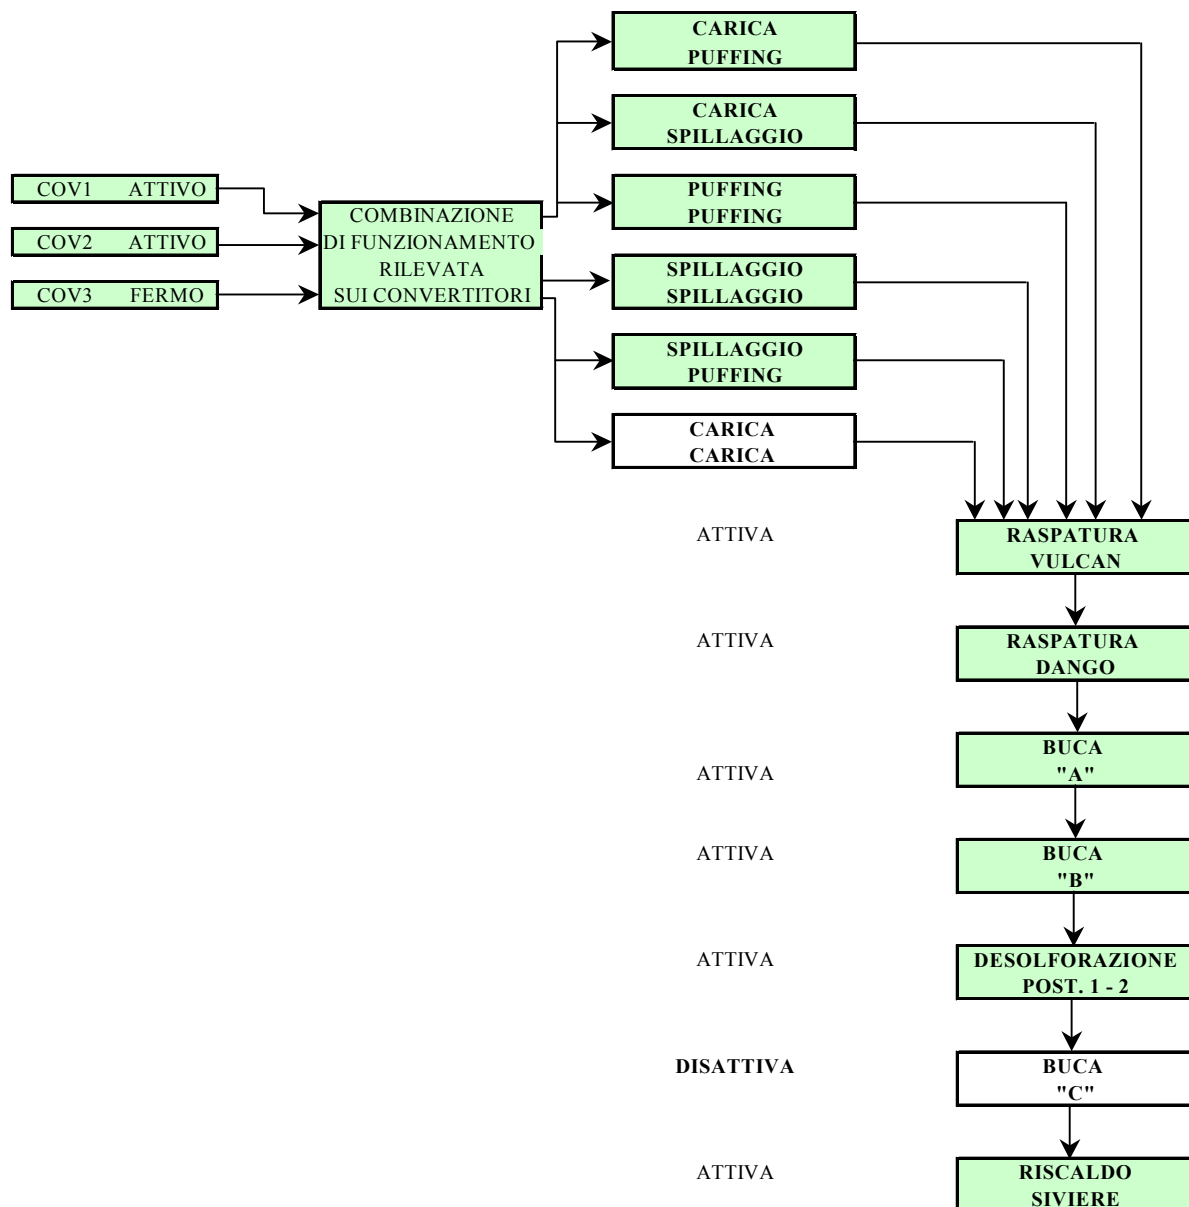 CARICA
PUFFING
CARICA
SPILLAGGIO
COV1 ATTIVO
PUFFING
PUFFING
COV2 ATTIVO
COMBINAZIONE
DI FUNZIONAMENTO
RILEVATA
SUI CONVERTITORI
SPILLAGGIO
SPILLAGGIO
COV3 FERMO
SPILLAGGIO
PUFFING
CARICA
CARICA
ATTIVA
RASPATURA
VULCAN
ATTIVA
RASPATURA
DANGO
ATTIVA
BUCA
"A"
ATTIVA
BUCA
"B"
ATTIVA
DESOLFORAZIONE
POST. 1 - 2
DISATTIVA
BUCA
"C"
ATTIVA
RISCALDO
SIVIERE